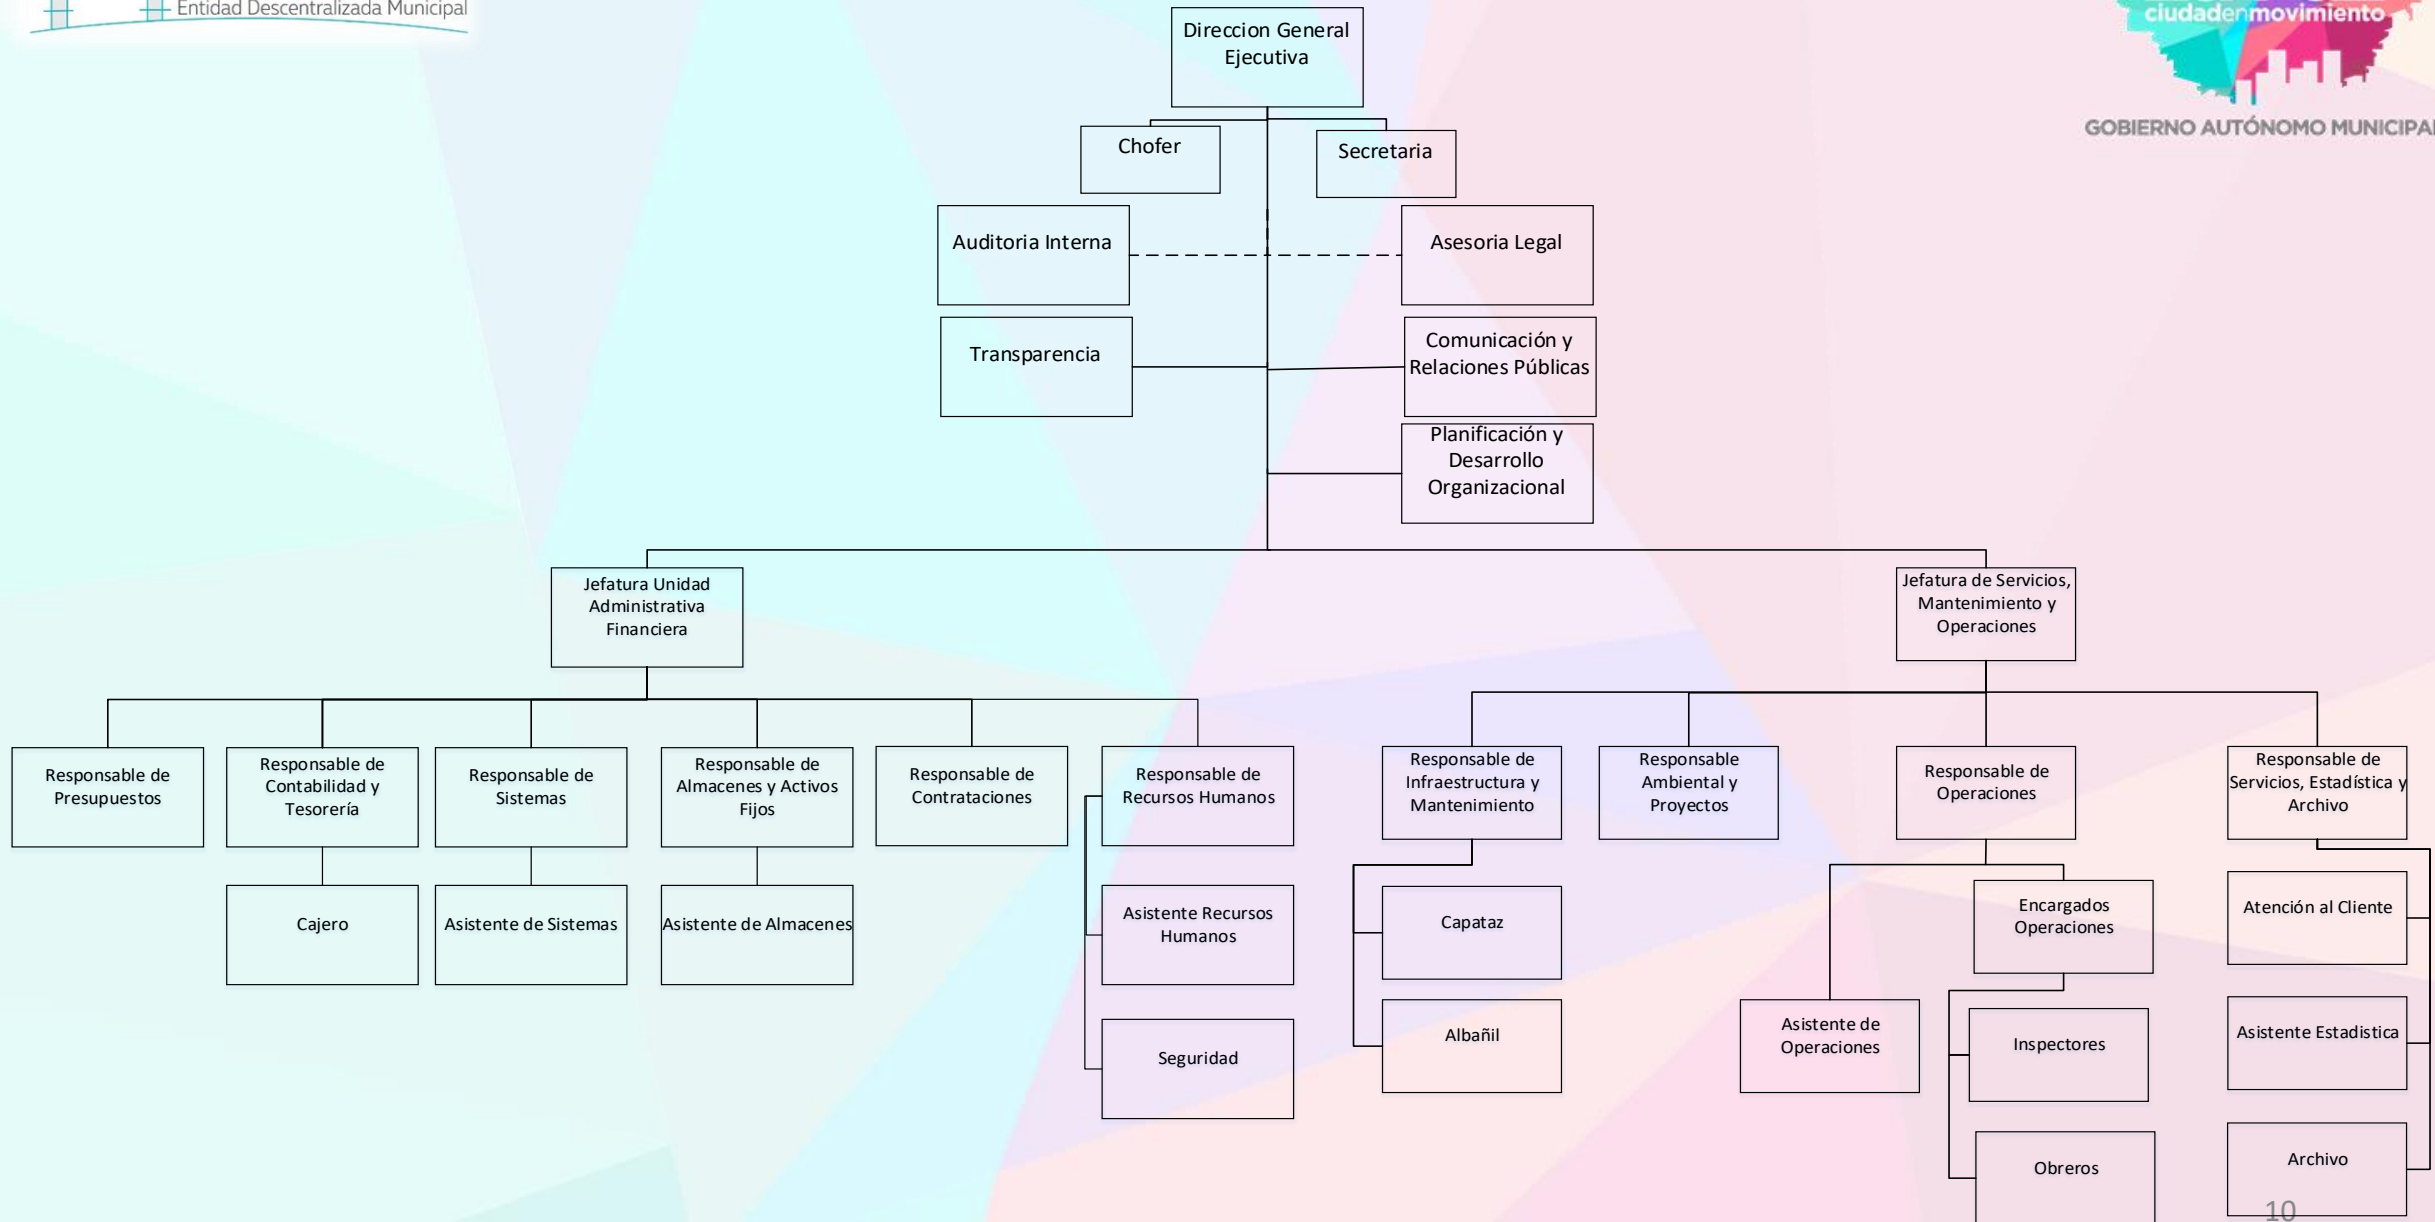 Entidad Descentralizada Municipal
ciudadenmovimiento
GOBIERNO AUTÓNOMO MUNICIPAL
Direccion General
Ejecutiva
Chofer
Secretaria
Auditoria Interna
Asesoria Legal
Transparencia
Comunicación y
Relaciones Públicas
Planificación y
Desarrollo
Organizacional
Jefatura Unidad
Administrativa
Financiera
Jefatura de Servicios,
Mantenimiento y
Operaciones
Responsable de
Presupuestos
Responsable de
Contabilidad y
Tesorería
Responsable de
Sistemas
Responsable de
Almacenes y Activos
Fijos
Responsable de
Contrataciones
Responsable de
Recursos Humanos
Responsable de
Infraestructura y
Mantenimiento
Responsable
Ambiental y
Proyectos
Responsable de
Operaciones
Responsable de
Servicios, Estadística y
Archivo
Cajero
Asistente de Sistemas
Asistente de Almacenes
Asistente Recursos
Humanos
Capataz
Encargados
Operaciones
Atención al Cliente
Seguridad
Albañil
Asistente de
Operaciones
Inspectores
Asistente Estadistica
Obreros
Archivo
10